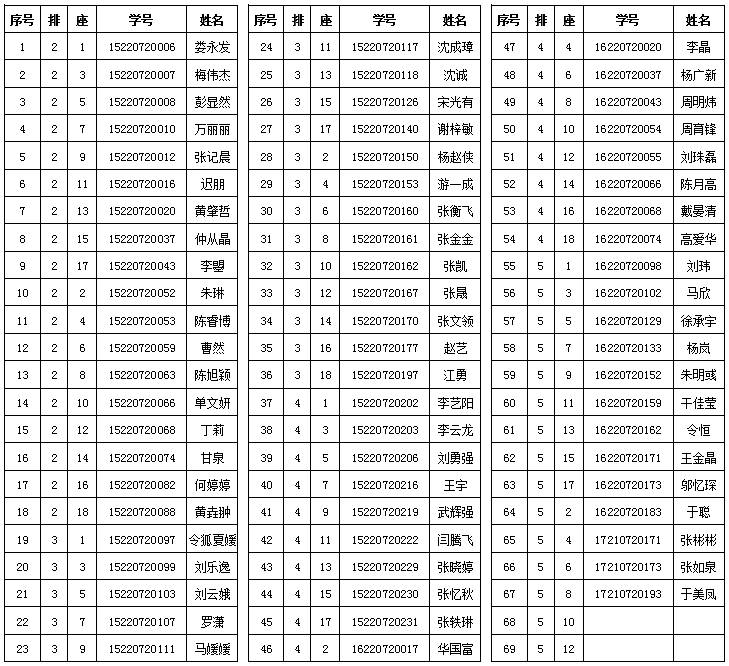 序号 排 座 学号 姓名
1 2 1 15220720006 娄永发
2 2 3 15220720007 梅伟杰
3 2 5 15220720008 彭显然
4 2 7 15220720010 万丽丽
5 2 9 15220720012 张记晨
6 2 11 15220720016 迟朋
7 2 13 15220720020 黄肇哲
8 2 15 15220720037 仲从晶
9 2 17 15220720043 李曌
10 2 2 15220720052 朱琳
11 2 4 15220720053 陈睿博
12 2 6 15220720059 曹然
13 2 8 15220720063 陈旭颖
14 2 10 15220720066 单文妍
15 2 12 15220720068 丁莉
16 2 14 15220720074 甘泉
17 2 16 15220720082 何婷婷
18 2 18 15220720088 黄垚翀
19 3 1 15220720097 令狐夏媛
20 3 3 15220720099 刘乐逸
21 3 5 15220720103 刘云娥
22 3 7 15220720107 罗潇
23 3 9 15220720111 马媛媛
序号 排 座 学号 姓名
24 3 11 15220720117 沈成璋
25 3 13 15220720118 沈诚
26 3 15 15220720126 宋光有
27 3 17 15220720140 谢梓敏
28 3 2 15220720150 杨赵侠
29 3 4 15220720153 游一成
30 3 6 15220720160 张衡飞
31 3 8 15220720161 张金金
32 3 10 15220720162 张凯
33 3 12 15220720167 张晟
34 3 14 15220720170 张文领
35 3 16 15220720177 赵艺
36 3 18 15220720197 江勇
37 4 1 15220720202 李艺阳
38 4 3 15220720203 李云龙
39 4 5 15220720206 刘勇强
40 4 7 15220720216 王宇
41 4 9 15220720219 武辉强
42 4 11 15220720222 闫腾飞
43 4 13 15220720229 张晓婷
44 4 15 15220720230 张忆秋
45 4 17 15220720231 张轶琳
46 4 2 16220720017 华国富
序号 排 座 学号 姓名
47 4 4 16220720020 李晶
48 4 6 16220720037 杨广新
49 4 8 16220720043 周明炜
50 4 10 16220720054 周育锋
51 4 12 16220720055 刘珠磊
52 4 14 16220720066 陈月高
53 4 16 16220720068 戴晏清
54 4 18 16220720074 高爱华
55 5 1 16220720098 刘玮
56 5 3 16220720102 马欣
57 5 5 16220720129 徐承宇
58 5 7 16220720133 杨岚
59 5 9 16220720152 朱明彧
60 5 11 16220720159 干佳莹
61 5 13 16220720162 令恒
62 5 15 16220720171 王金晶
63 5 17 16220720173 邬忆琛
64 5 2 16220720183 于聪
65 5 4 17210720171 张彬彬
66 5 6 17210720173 张如泉
67 5 8 17210720193 于美凤
68 5 10
69 5 12